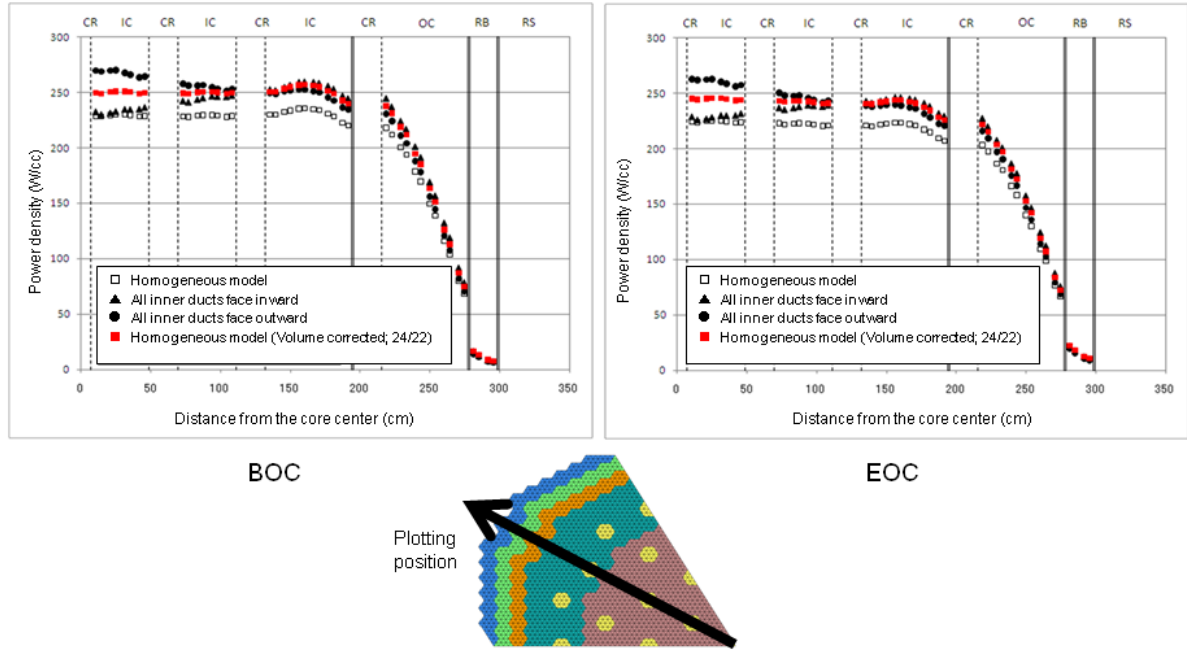 CR IC CR IC CR IC CR OC RB RS
300
250
200
150
100
50
0
Power density (W/cc)
Homogeneous model
All inner ducts face inward
All inner ducts face outward
Homogeneous model (Volume corrected; 24/22)
0 50 100 150 200 250 300 350
Distance from the core center (cm)
BOC
CR IC CR IC CR IC CR OC RB RS
300
250
200
150
100
50
0
Power density (W/cc)
Homogeneous model
All inner ducts face inward
All inner ducts face outward
Homogeneous model (Volume corrected; 24/22)
0 50 100 150 200 250 300 350
Distance from the core center (cm)
EOC
Plotting
position